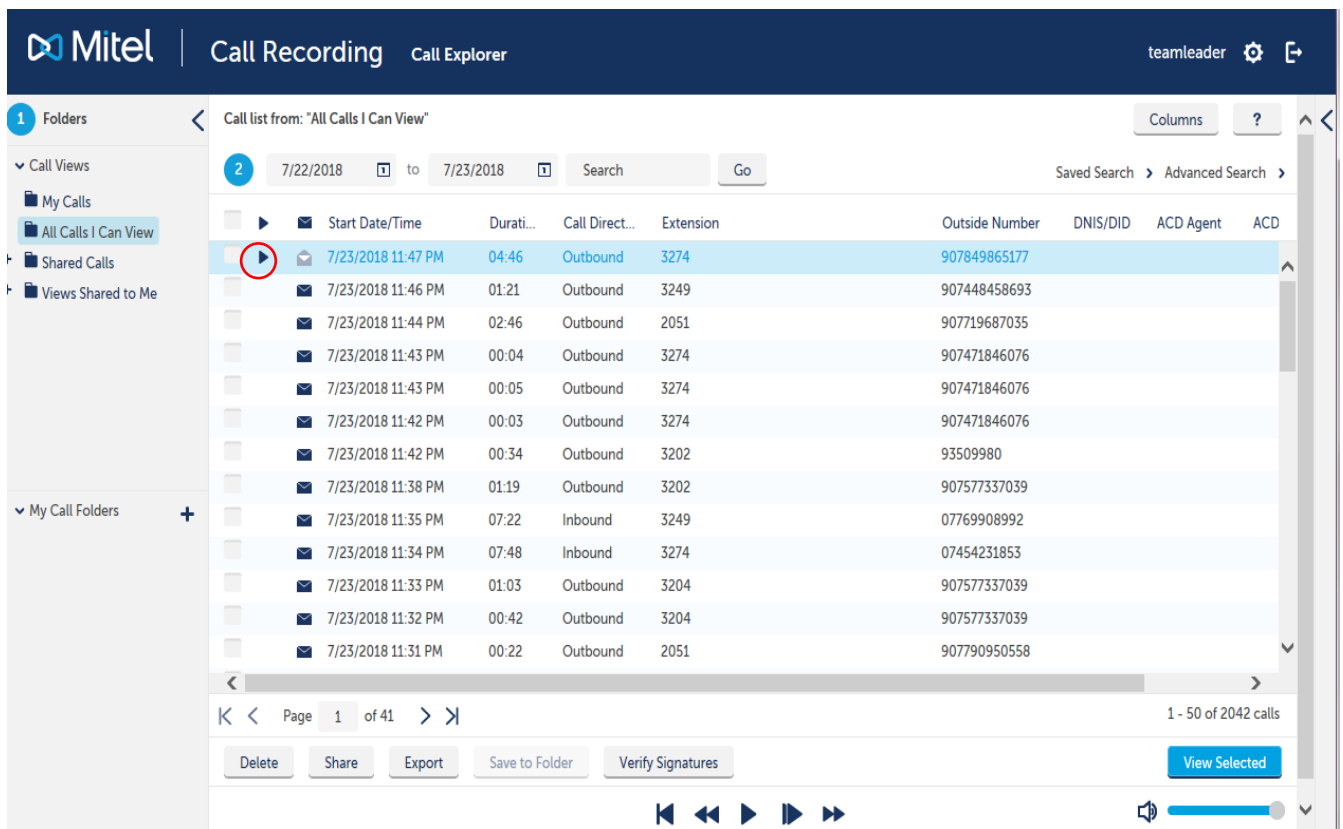 Mitel | Call Recording Call Explorer teamleader
1 Folders
Call Views
My Calls
All Calls I Can View
Shared Calls
Views Shared to Me
My Call Folders
Call list from: "All Calls I Can View" Columns ?
2 7/22/2018 to 7/23/2018 Search Go Saved Search Advanced Search
Start Date/Time Durati... Call Direct... Extension Outside Number DNIS/DID ACD Agent ACD
7/23/2018 11:47 PM 04:46 Outbound 3274 907849865177
7/23/2018 11:46 PM 01:21 Outbound 3249 907448458693
7/23/2018 11:44 PM 02:46 Outbound 2051 907719687035
7/23/2018 11:43 PM 00:04 Outbound 3274 907471846076
7/23/2018 11:43 PM 00:05 Outbound 3274 907471846076
7/23/2018 11:42 PM 00:03 Outbound 3274 907471846076
7/23/2018 11:42 PM 00:34 Outbound 3202 93509980
7/23/2018 11:38 PM 01:19 Outbound 3202 907577337039
7/23/2018 11:35 PM 07:22 Inbound 3249 07769908992
7/23/2018 11:34 PM 07:48 Inbound 3274 07454231853
7/23/2018 11:33 PM 01:03 Outbound 3204 907577337039
7/23/2018 11:32 PM 00:42 Outbound 3204 907577337039
7/23/2018 11:31 PM 00:22 Outbound 2051 907790950558
Page 1 of 41 1 - 50 of 2042 calls
Delete Share Export Save to Folder Verify Signatures View Selected